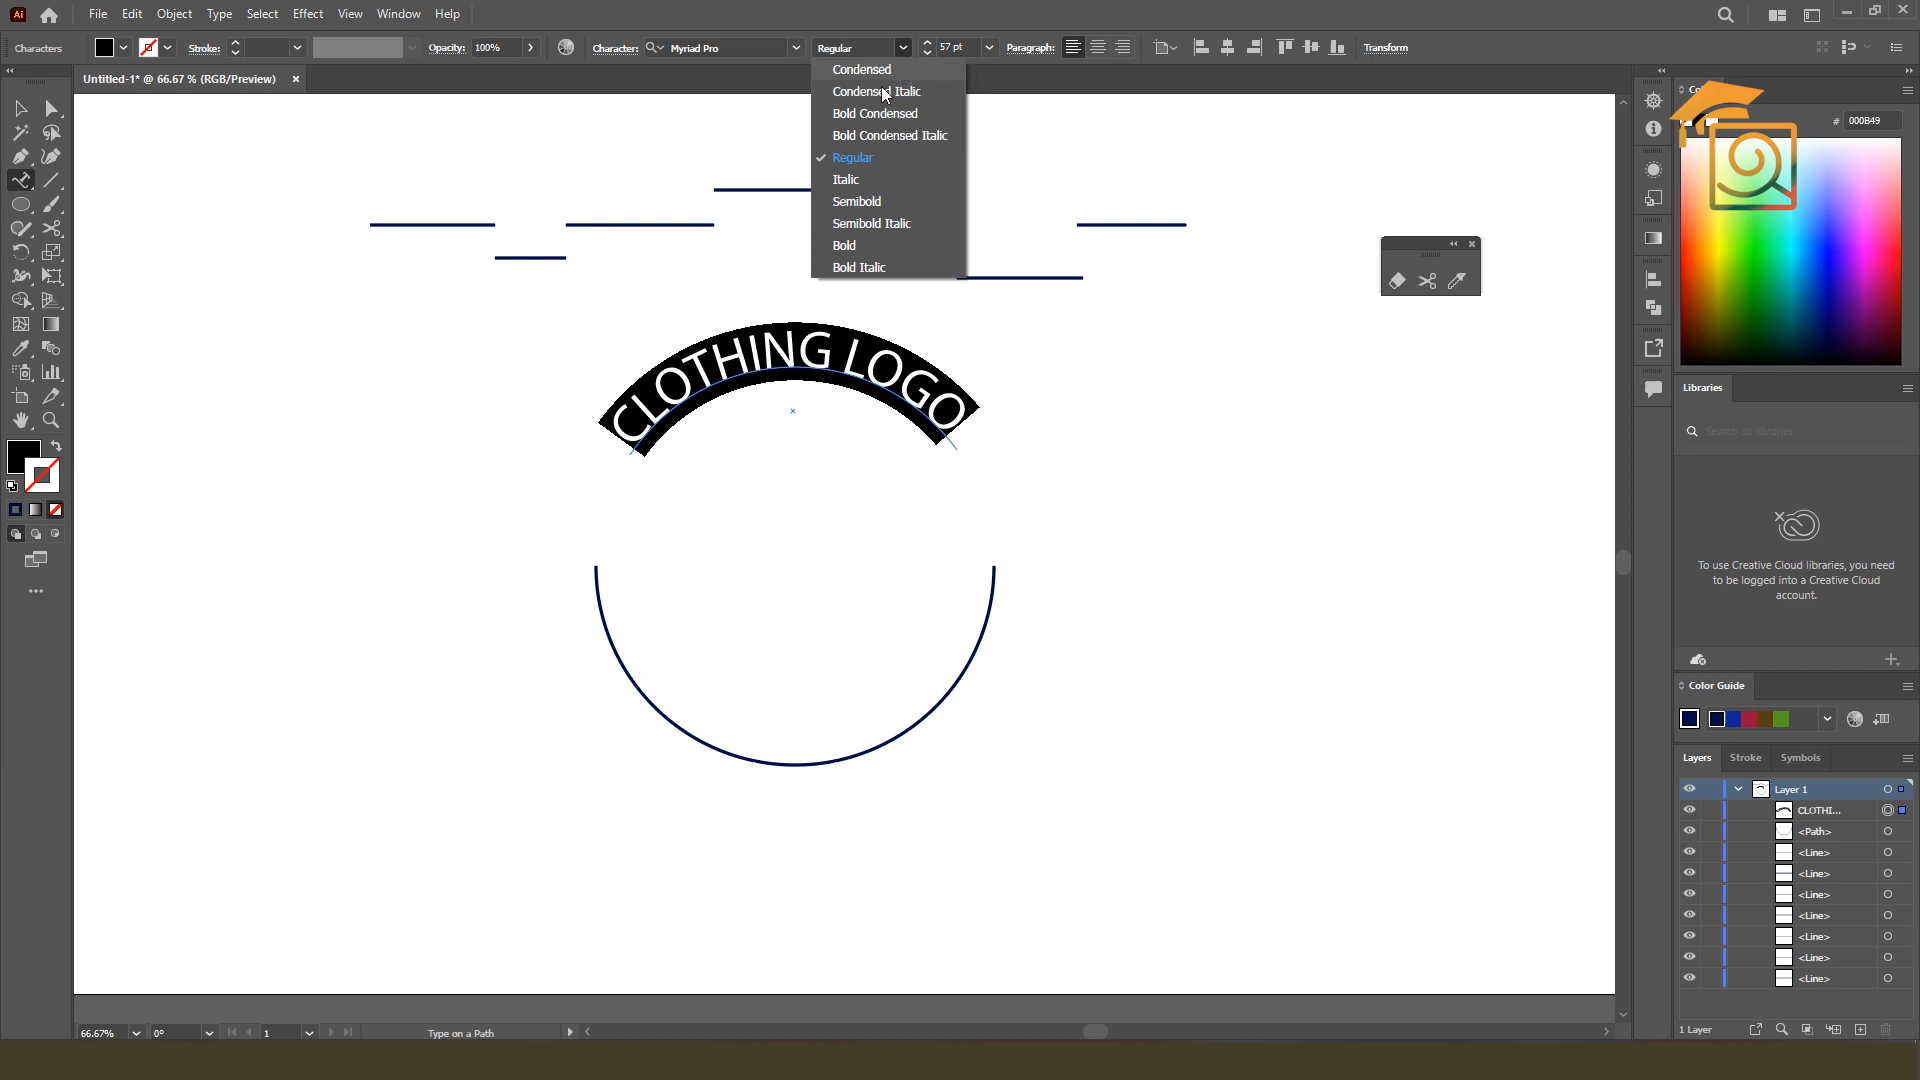 Ai File Edit Object Type Select Effect View Window Help
Characters Stroke: Opacity: 100% Character: Myriad Pro Regular 57 pt Paragraph: Transform
Untitled-1* @ 66.67 % (RGB/Preview)
Condensed
Condensed Italic
Bold Condensed
Bold Condensed Italic
Regular
Italic
Semibold
Semibold Italic
Bold
Bold Italic
CLOTHING LOGO
# 000B49
Libraries
Search all libraries
To use Creative Cloud libraries, you need
to be logged into a Creative Cloud
account.
Color Guide
Layers Stroke Symbols
Layer 1
CLOTHI...
<Path>
<Line>
<Line>
<Line>
<Line>
<Line>
<Line>
<Line>
1 Layer
66.67% 0° 1 Type on a Path